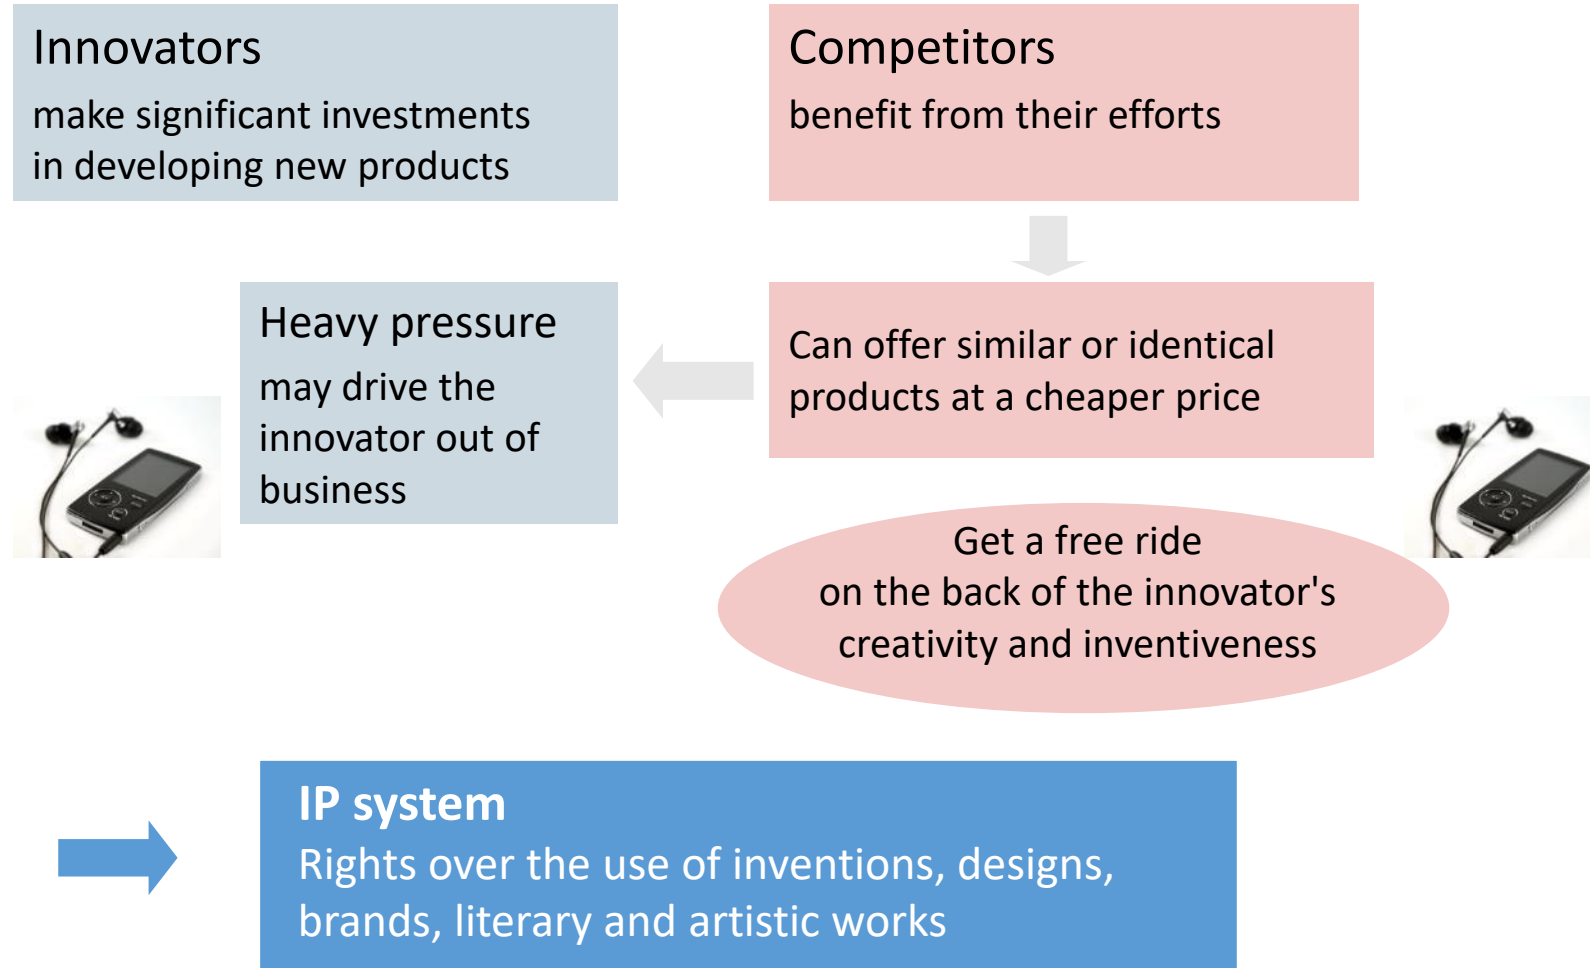 Innovators
make significant investments
in developing new products
Competitors
benefit from their efforts
Can offer similar or identical
products at a cheaper price
Heavy pressure
may drive the
innovator out of
business
Get a free ride
on the back of the innovator's
creativity and inventiveness
IP system
Rights over the use of inventions, designs,
brands, literary and artistic works